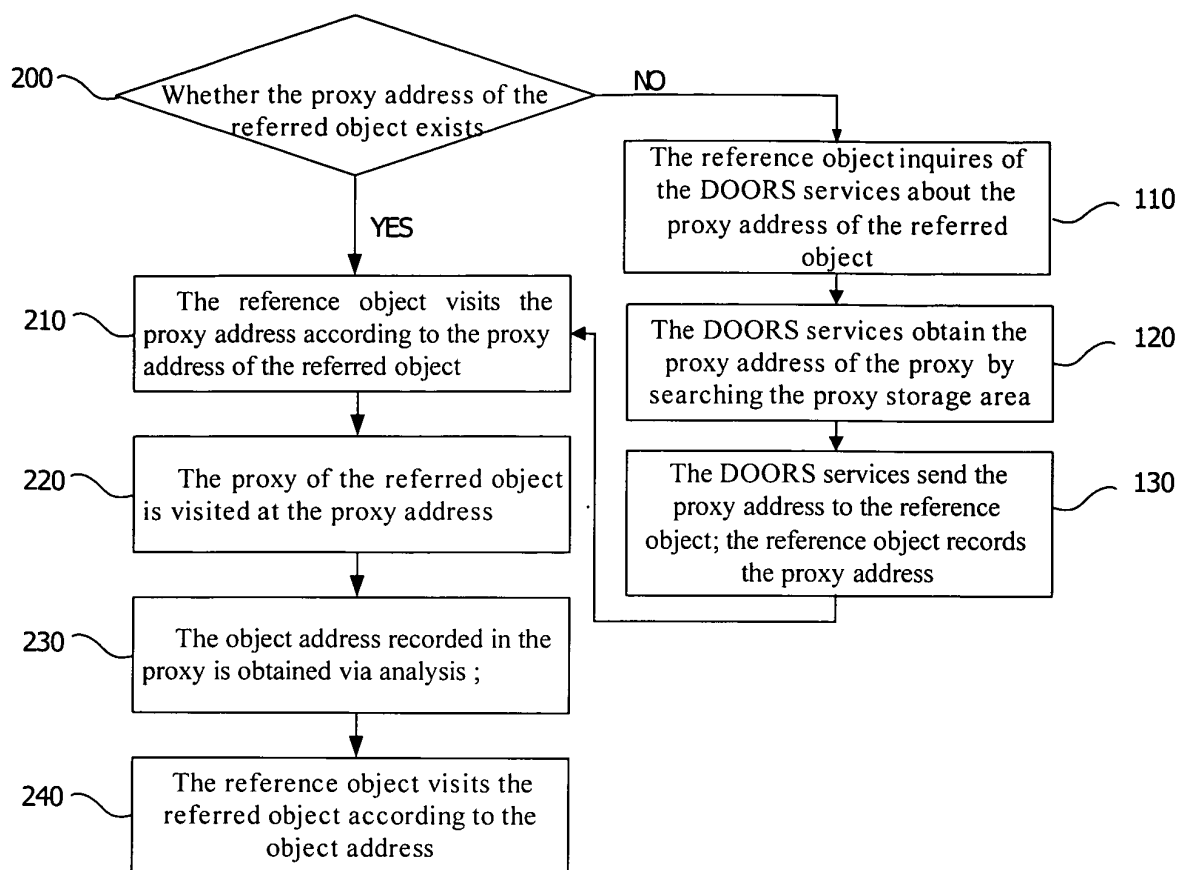 200
Whether the proxy address of the
referred object exists
NO
YES
The reference object inquires of
the DOORS services about the
proxy address of the referred
object
110
The DOORS services obtain the
proxy address of the proxy by
searching the proxy storage area
120
The DOORS services send the
proxy address to the reference
object; the reference object records
the proxy address
130
210
The reference object visits the
proxy address according to the proxy
address of the referred object
220
The proxy of the referred object
is visited at the proxy address
230
The object address recorded in the
proxy is obtained via analysis ;
240
The reference object visits the
referred object according to the
object address